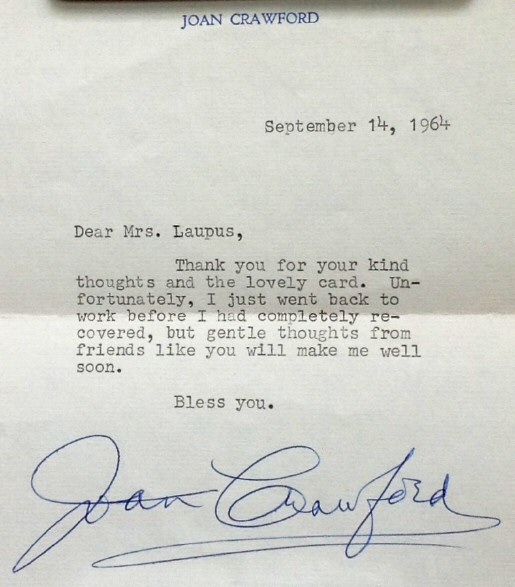 JOAN CRAWFORD
September 14, 1964
Dear Mrs. Laupus,
Thank you for your kind
thoughts and the lovely card. Un-
fortunately, I just went back to
work before I had completely re-
covered, but gentle thoughts from
friends like you will make me well
soon.
Bless you.
Joan Crawford